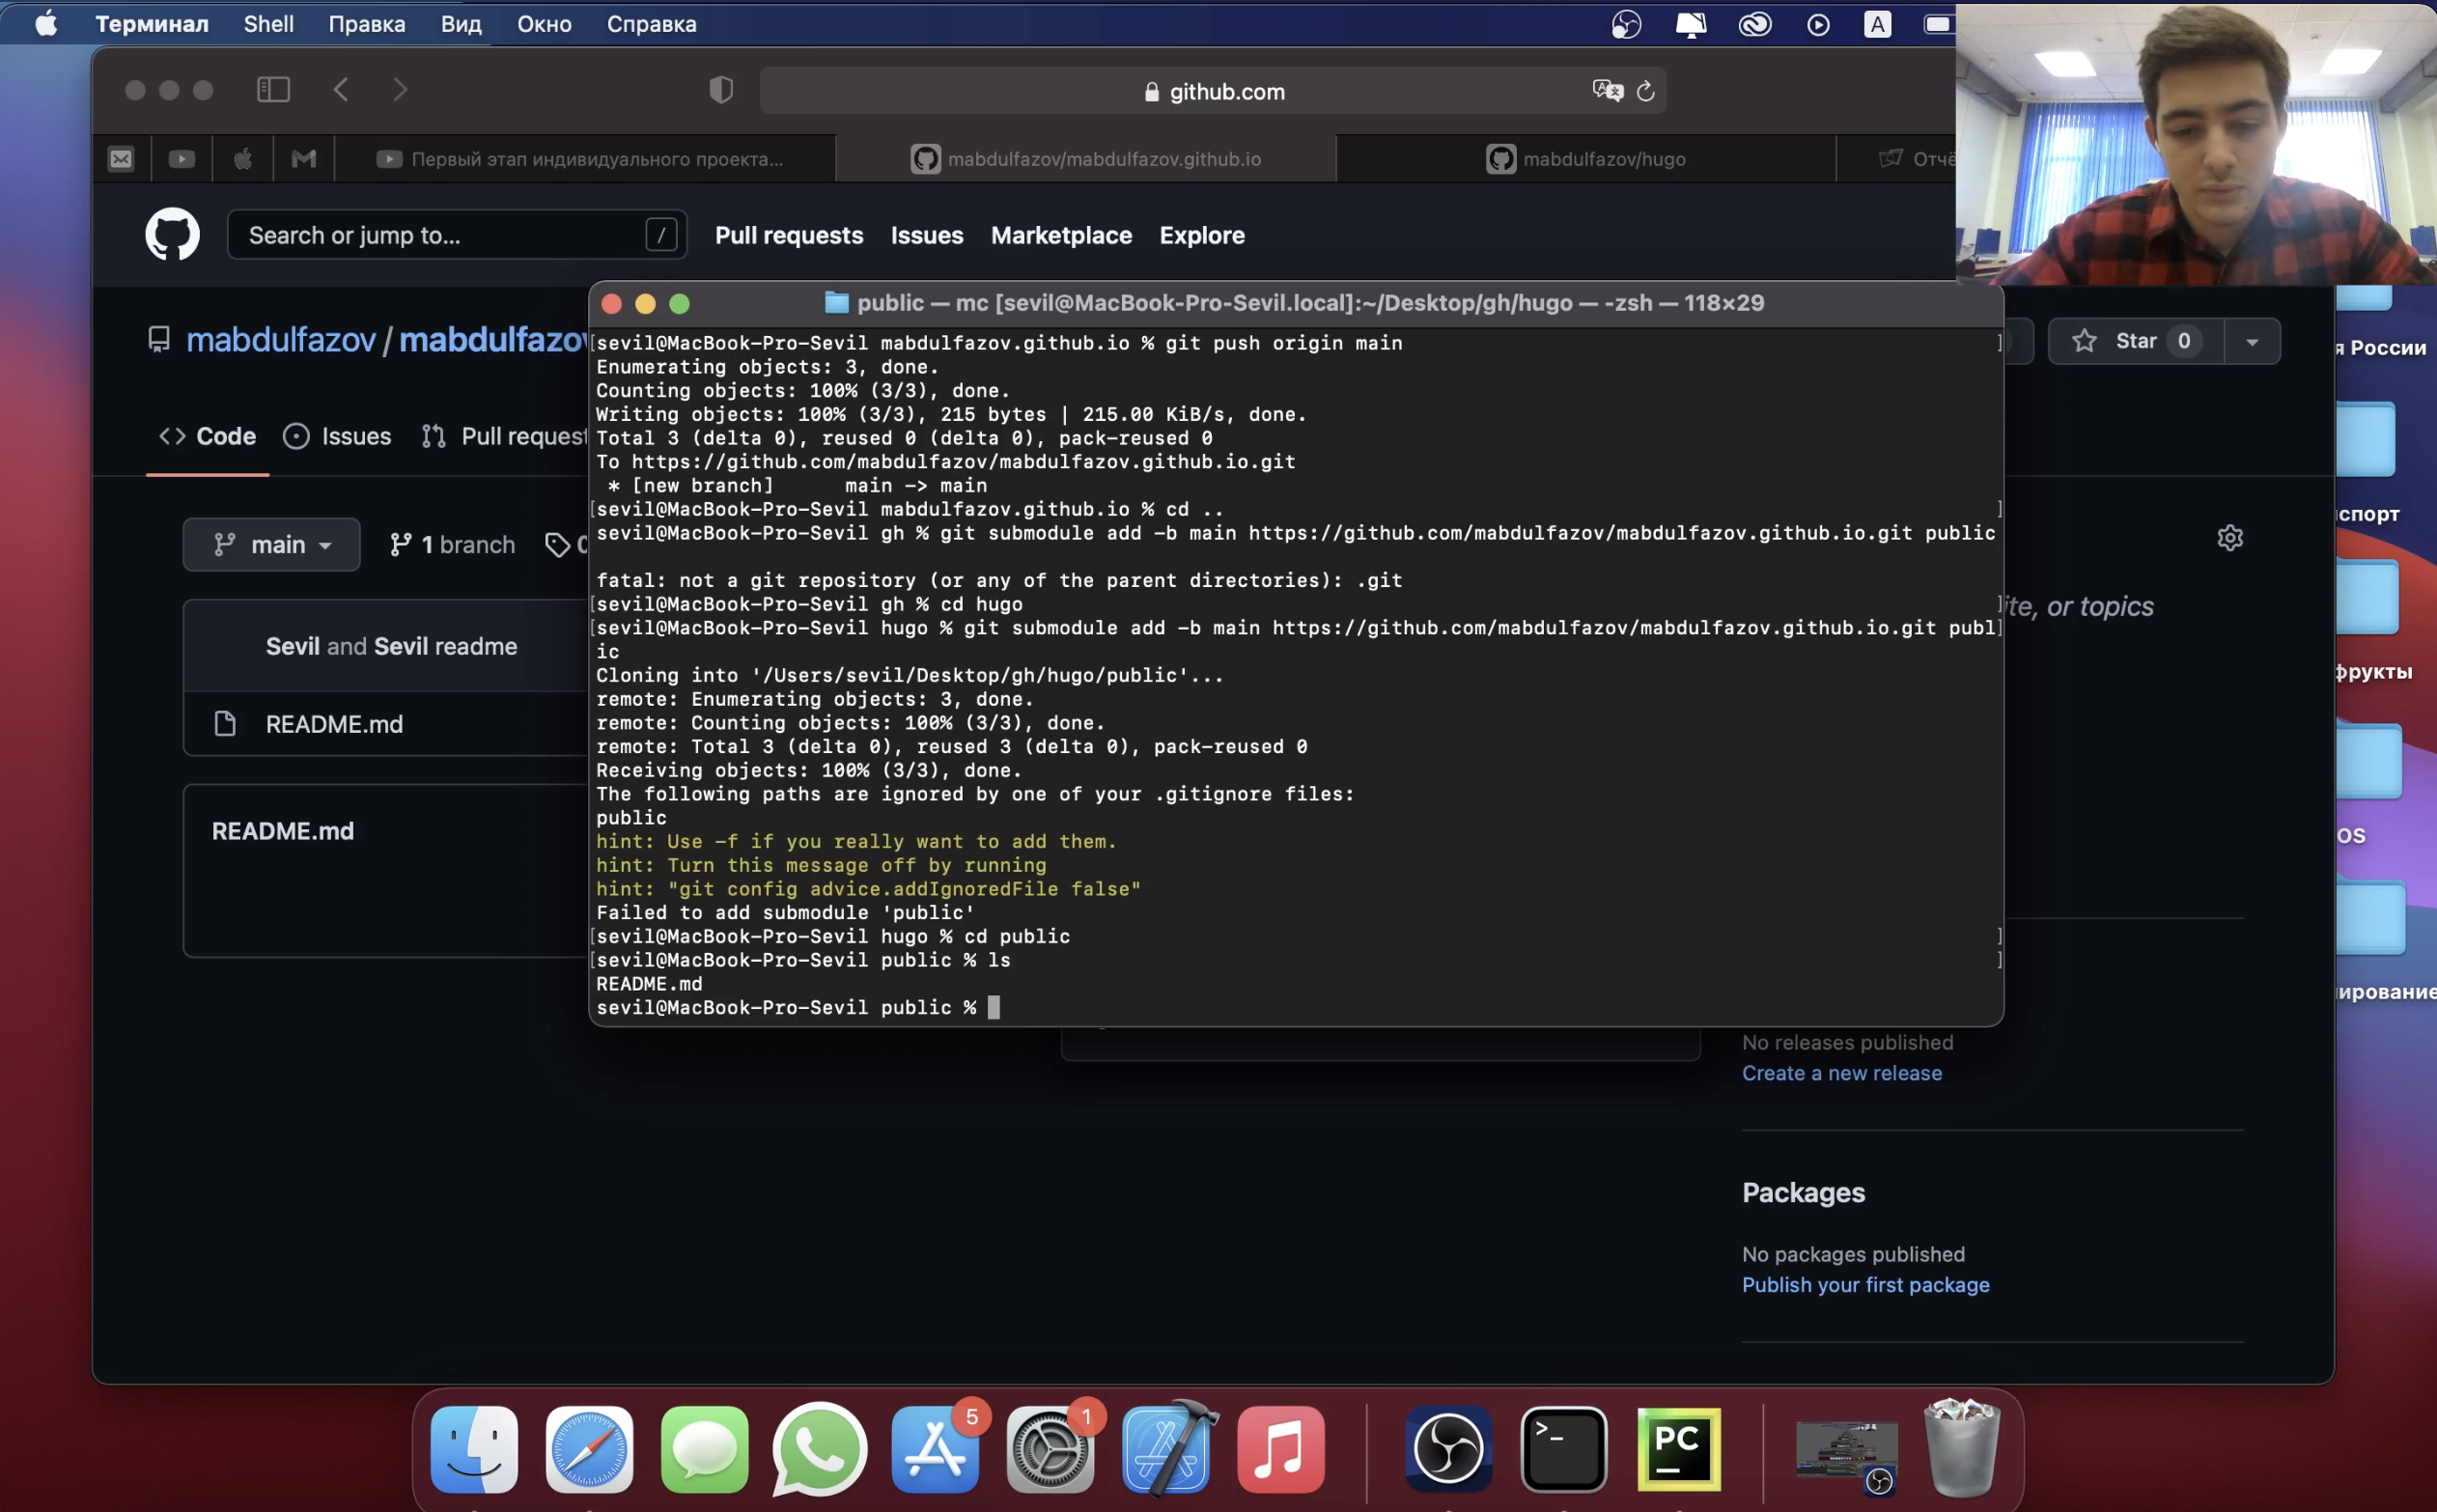 Терминал Shell Правка Вид Окно Справка A
github.com
Первый этап индивидуального проекта... mabdulfazov/mabdulfazov.github.io mabdulfazov/hugo Отчё
Search or jump to... / Pull requests Issues Marketplace Explore
public — mc [sevil@MacBook-Pro-Sevil.local]:~/Desktop/gh/hugo — -zsh — 118×29
mabdulfazov / mabdulfazov
Star 0
я России
Code Issues Pull request
main 1 branch 0
спорт
ite, or topics
Sevil and Sevil readme
README.md
README.md
[sevil@MacBook-Pro-Sevil mabdulfazov.github.io % git push origin main ]
Enumerating objects: 3, done.
Counting objects: 100% (3/3), done.
Writing objects: 100% (3/3), 215 bytes | 215.00 KiB/s, done.
Total 3 (delta 0), reused 0 (delta 0), pack-reused 0
To https://github.com/mabdulfazov/mabdulfazov.github.io.git
* [new branch] main -> main
[sevil@MacBook-Pro-Sevil mabdulfazov.github.io % cd .. ]
sevil@MacBook-Pro-Sevil gh % git submodule add -b main https://github.com/mabdulfazov/mabdulfazov.github.io.git public
fatal: not a git repository (or any of the parent directories): .git
[sevil@MacBook-Pro-Sevil gh % cd hugo ]
[sevil@MacBook-Pro-Sevil hugo % git submodule add -b main https://github.com/mabdulfazov/mabdulfazov.github.io.git publ]
ic
Cloning into '/Users/sevil/Desktop/gh/hugo/public'...
remote: Enumerating objects: 3, done.
remote: Counting objects: 100% (3/3), done.
remote: Total 3 (delta 0), reused 3 (delta 0), pack-reused 0
Receiving objects: 100% (3/3), done.
The following paths are ignored by one of your .gitignore files:
public
hint: Use -f if you really want to add them.
hint: Turn this message off by running
hint: "git config advice.addIgnoredFile false"
Failed to add submodule 'public'
[sevil@MacBook-Pro-Sevil hugo % cd public ]
[sevil@MacBook-Pro-Sevil public % ls ]
README.md
sevil@MacBook-Pro-Sevil public %
фрукты
OS
ирование
No releases published
Create a new release
Packages
No packages published
Publish your first package
5
1
>_
PC